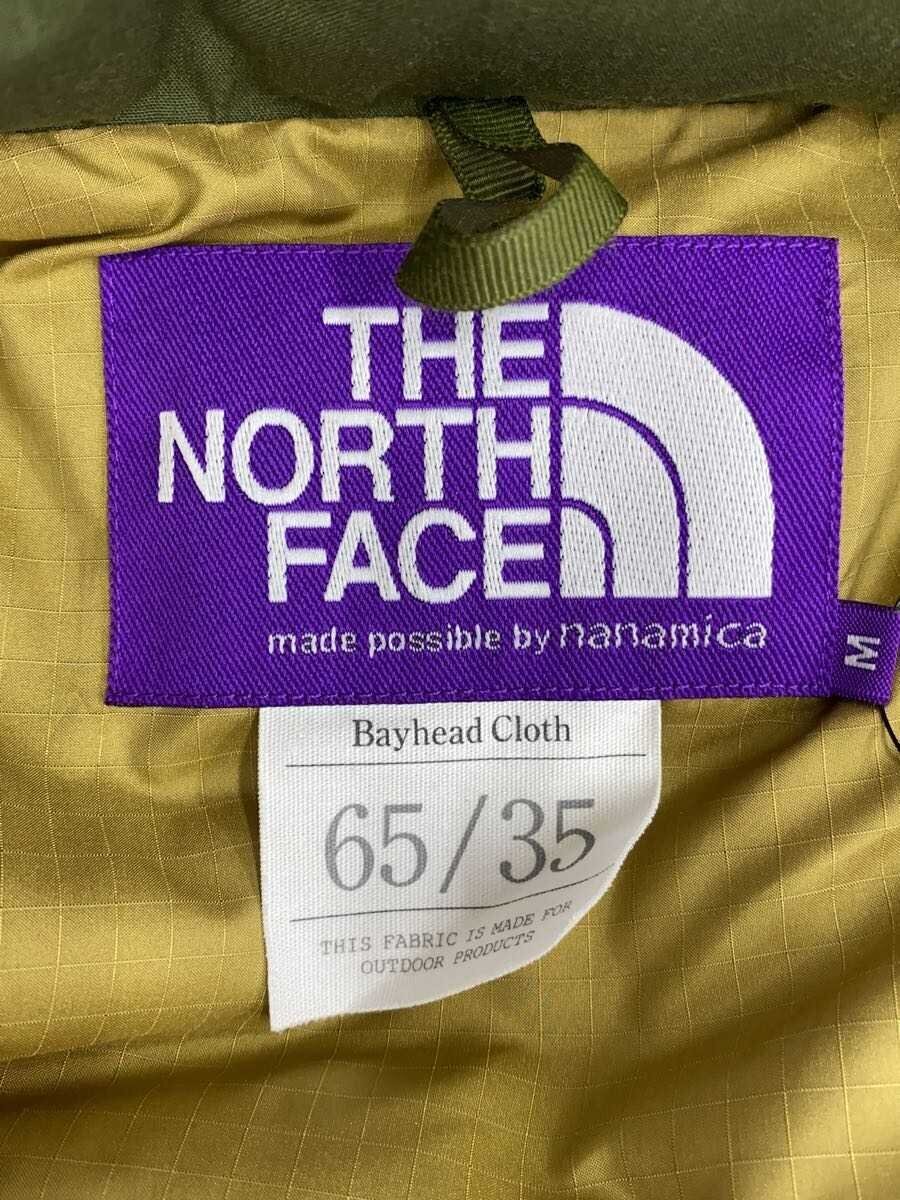 THE
NORTH
FACE
made possible by nanamica
M
Bayhead Cloth
65/35
THIS FABRIC IS MADE FOR
OUTDOOR PRODUCTS